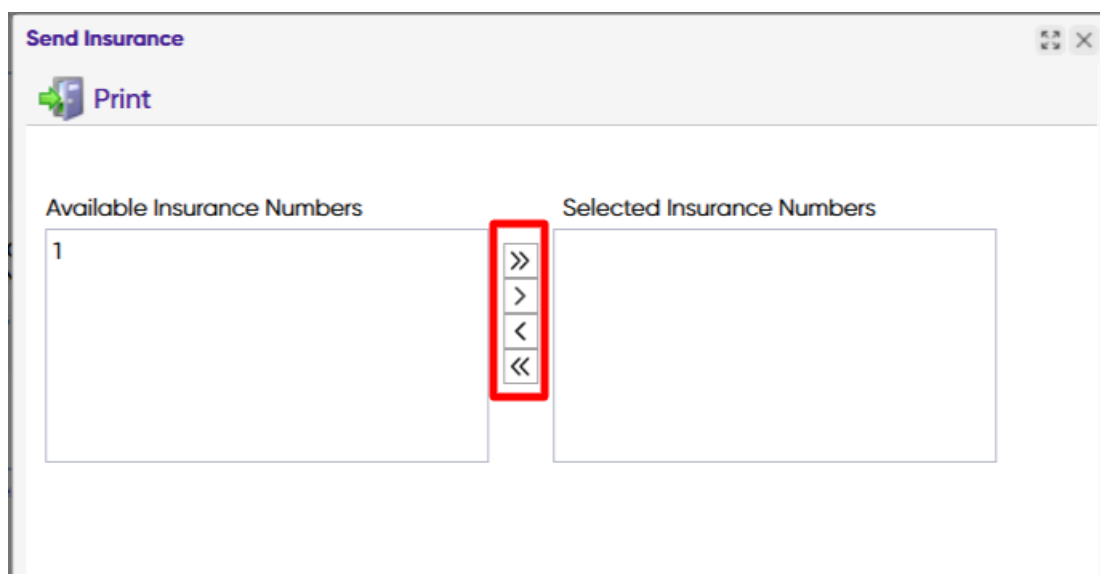 Send Insurance
Print
Available Insurance Numbers
Selected Insurance Numbers
1
»
>
<
«